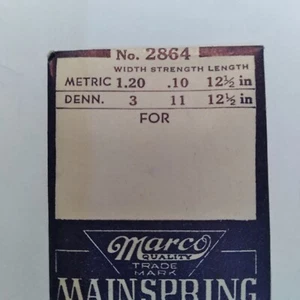 No. 2864
WIDTH STRENGTH LENGTH
METRIC 1.20 .10 12½ in
DENN. 3 11 12½ in
FOR
Marco
QUALITY
TRADE
MARK
MAINSPRING